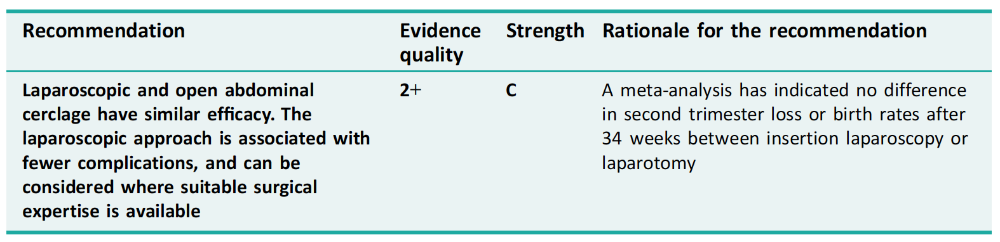 Recommendation
Evidence quality
Strength
Rationale for the recommendation
Laparoscopic and open abdominal
cerclage have similar efficacy. The
laparoscopic approach is associated with
fewer complications, and can be
considered where suitable surgical
expertise is available
2+
C
A meta-analysis has indicated no difference
in second trimester loss or birth rates after
34 weeks between insertion laparoscopy or
laparotomy